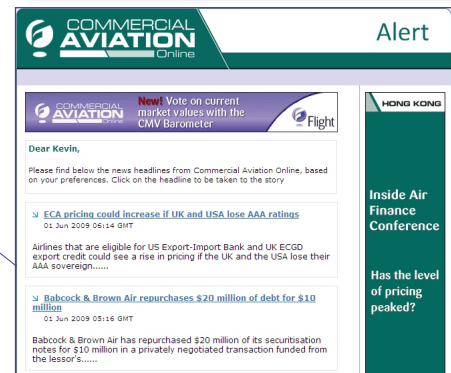 COMMERCIAL
AVIATION
Online
Alert
COMMERCIAL
AVIATION
Online
New! Vote on current
market values with the
CMV Barometer
Flight
Dear Kevin,
Please find below the news headlines from Commercial Aviation Online, based
on your preferences. Click on the headline to be taken to the story
ECA pricing could increase if UK and USA lose AAA ratings
01 Jun 2009 06:14 GMT
Airlines that are eligible for US Export-Import Bank and UK ECGD
export credit could see a rise in pricing if the UK and the USA lose their
AAA sovereign......
Babcock & Brown Air repurchases $20 million of debt for $10
million
01 Jun 2009 05:16 GMT
Babcock & Brown Air has repurchased $20 million of its securitisation
notes for $10 million in a privately negotiated transaction funded from
the lessor's......
HONG KONG
Inside Air
Finance
Conference
Has the level
of pricing
peaked?